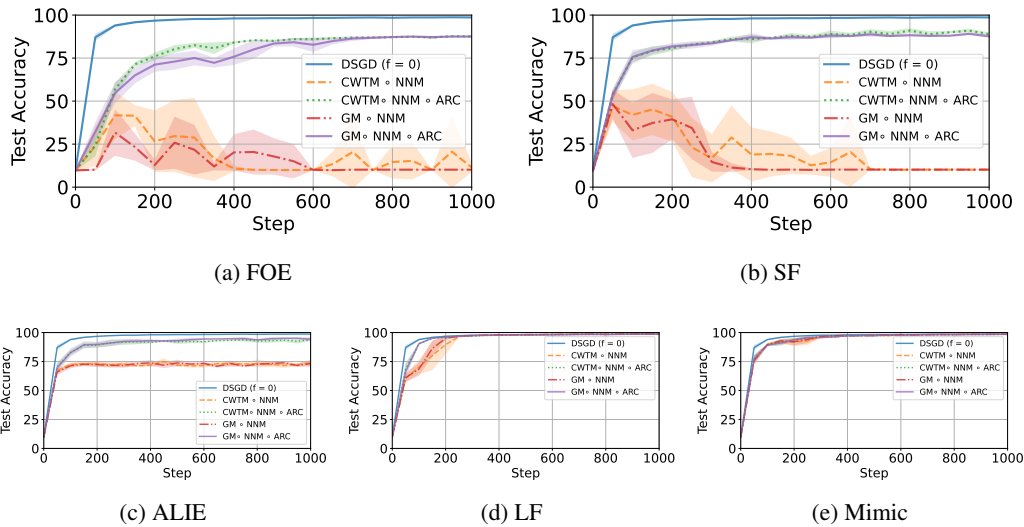 100
75
50
25
0
Test Accuracy
DSGD (f = 0)
CWTM ∘ NNM
CWTM∘ NNM ∘ ARC
GM ∘ NNM
GM∘ NNM ∘ ARC
0 200 400 600 800 1000
Step
(a) FOE
100
75
50
25
0
Test Accuracy
DSGD (f = 0)
CWTM ∘ NNM
CWTM∘ NNM ∘ ARC
GM ∘ NNM
GM∘ NNM ∘ ARC
0 200 400 600 800 1000
Step
(b) SF
100
75
50
25
0
Test Accuracy
DSGD (f = 0)
CWTM ∘ NNM
CWTM∘ NNM ∘ ARC
GM ∘ NNM
GM∘ NNM ∘ ARC
0 200 400 600 800 1000
Step
(c) ALIE
100
75
50
25
0
Test Accuracy
DSGD (f = 0)
CWTM ∘ NNM
CWTM∘ NNM ∘ ARC
GM ∘ NNM
GM∘ NNM ∘ ARC
0 200 400 600 800 1000
Step
(d) LF
100
75
50
25
0
Test Accuracy
DSGD (f = 0)
CWTM ∘ NNM
CWTM∘ NNM ∘ ARC
GM ∘ NNM
GM∘ NNM ∘ ARC
0 200 400 600 800 1000
Step
(e) Mimic